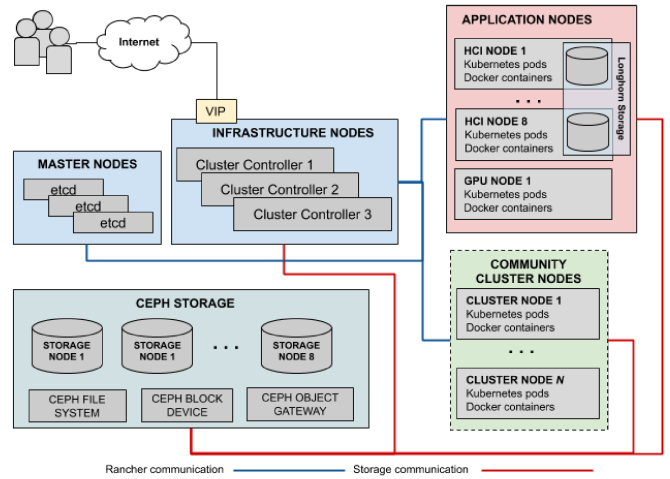 Internet
VIP
APPLICATION NODES
HCI NODE 1
Kubernetes pods
Docker containers
. . .
HCI NODE 8
Kubernetes pods
Docker containers
Longhorn Storage
GPU NODE 1
Kubernetes pods
Docker containers
INFRASTRUCTURE NODES
Cluster Controller 1
Cluster Controller 2
Cluster Controller 3
MASTER NODES
etcd
etcd
etcd
COMMUNITY
CLUSTER NODES
CLUSTER NODE 1
Kubernetes pods
Docker containers
. . .
CLUSTER NODE N
Kubernetes pods
Docker containers
CEPH STORAGE
STORAGE
NODE 1
STORAGE
NODE 1
. . .
STORAGE
NODE 8
CEPH FILE
SYSTEM
CEPH BLOCK
DEVICE
CEPH OBJECT
GATEWAY
Rancher communication
Storage communication